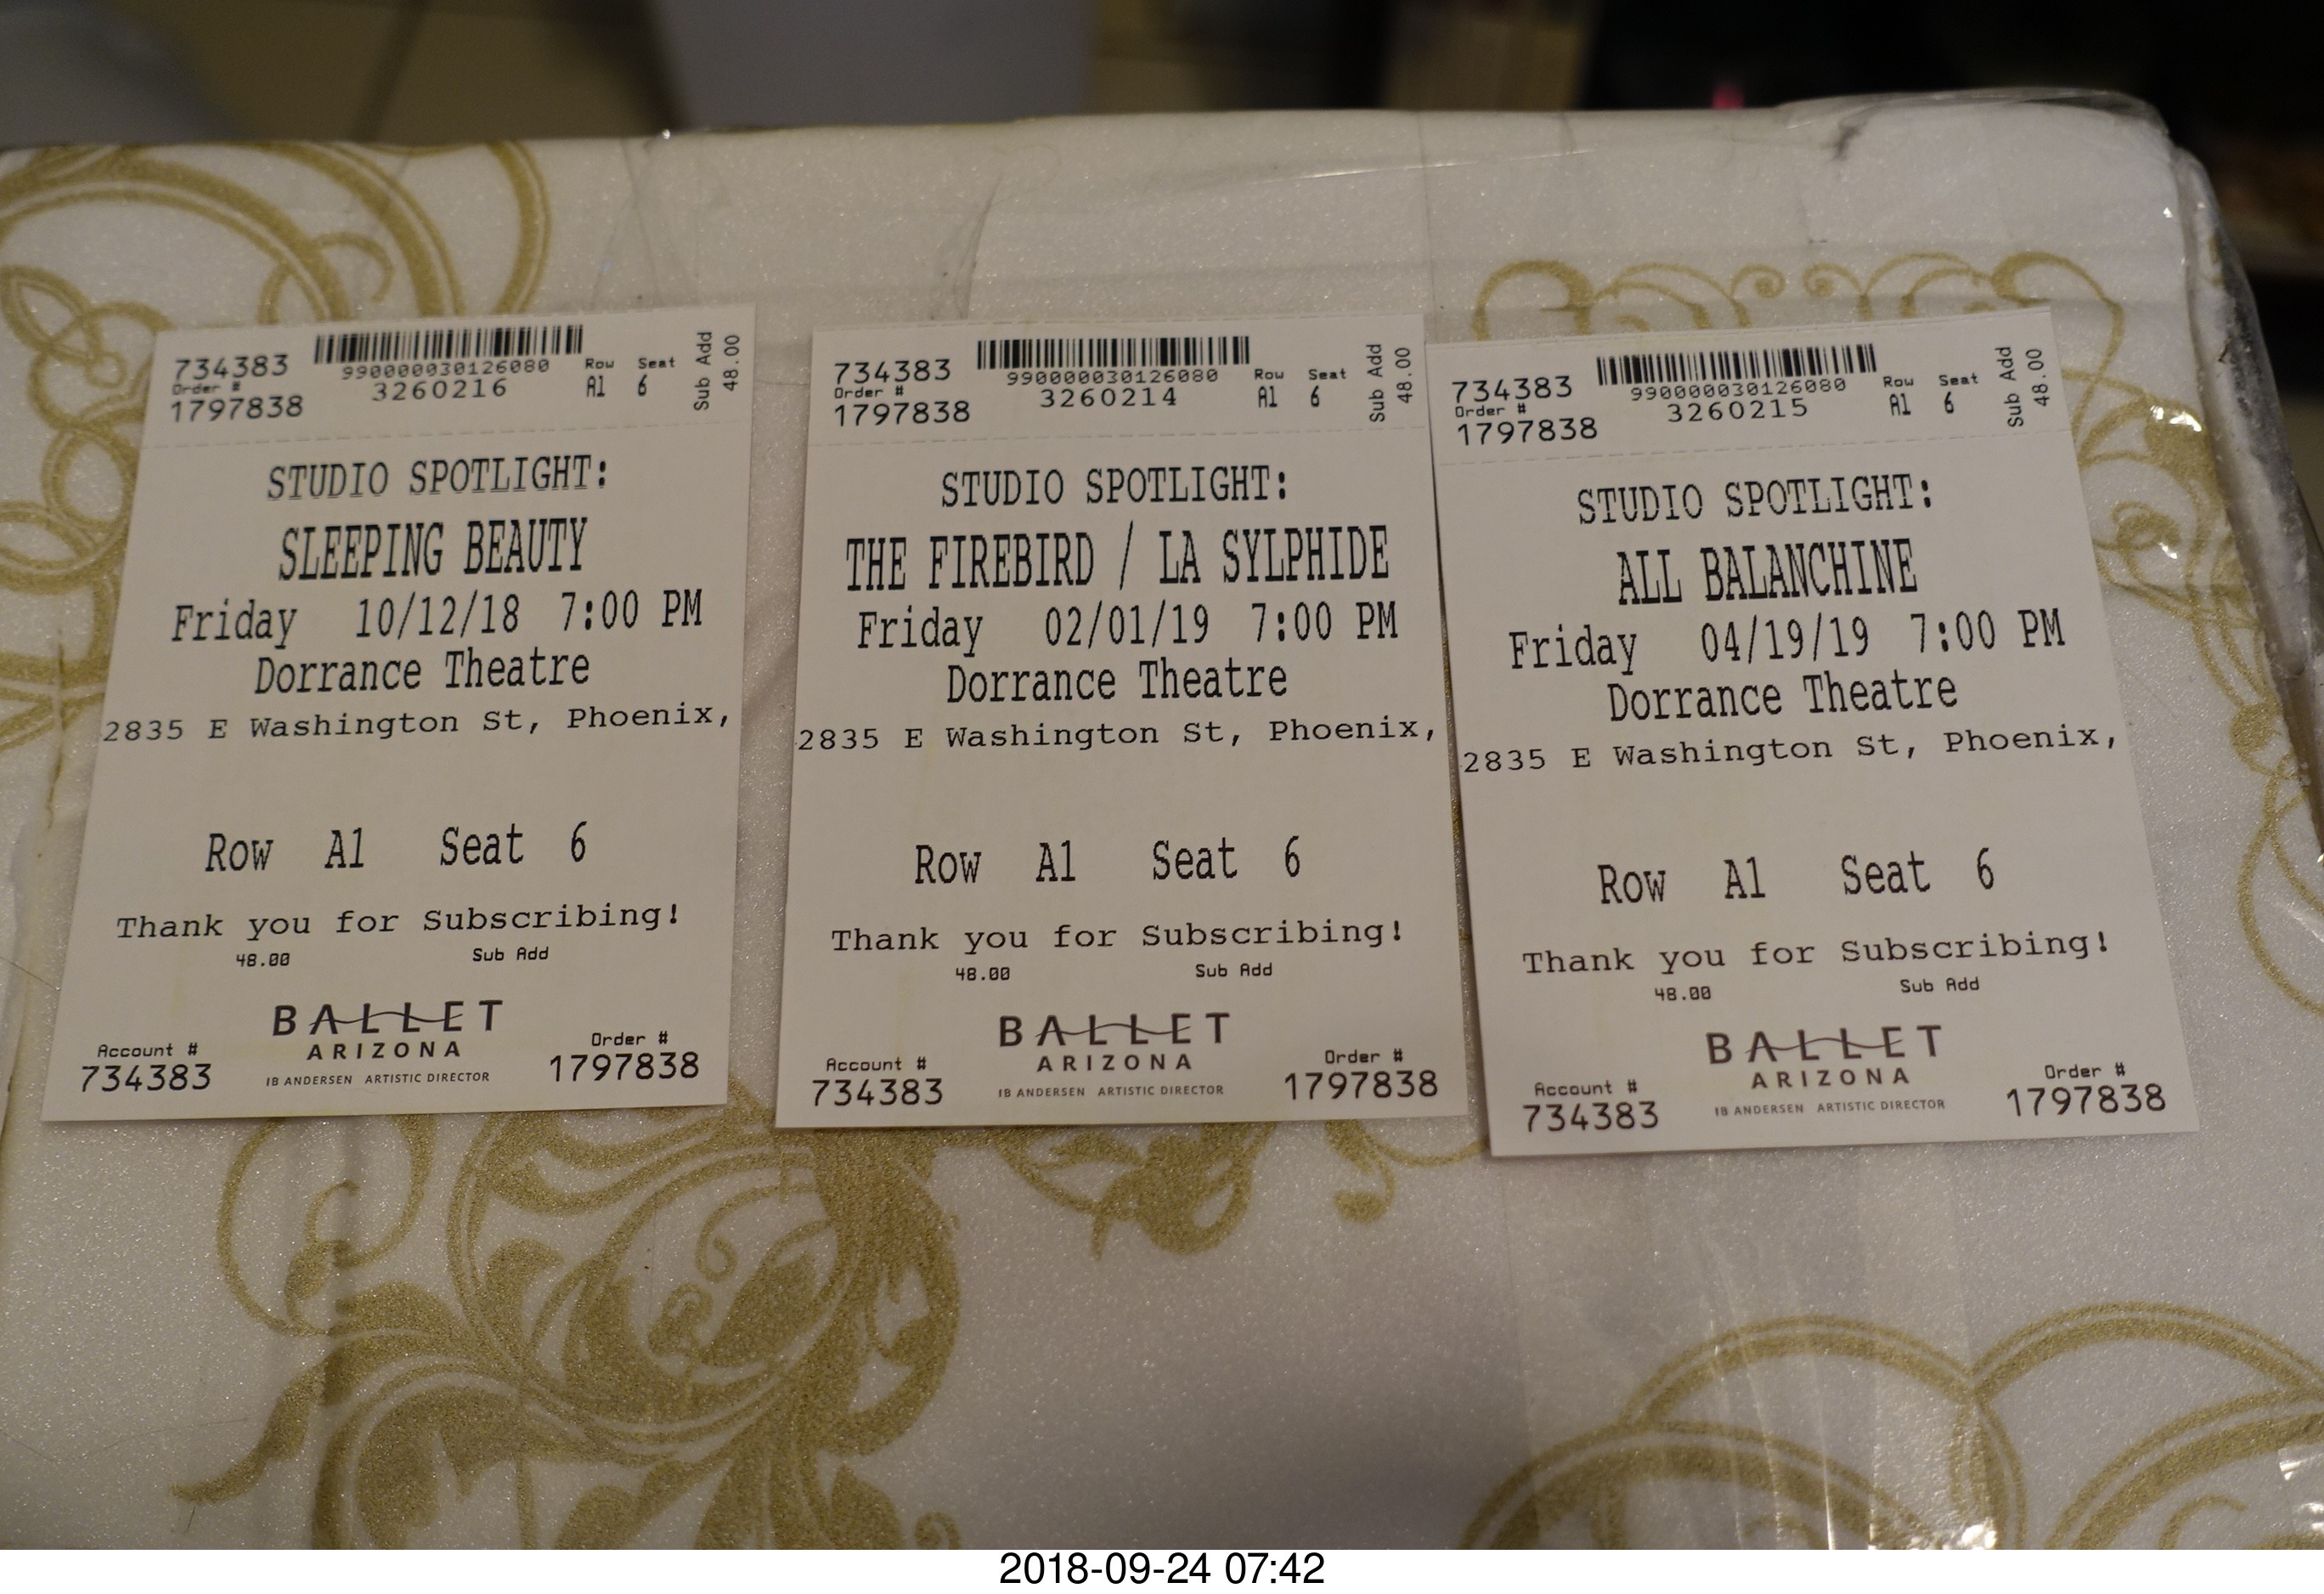 734383
Order #
1797838
990000030126080
3260216
Row Seat
A1 6
Sub Add
48.00
STUDIO SPOTLIGHT:
SLEEPING BEAUTY
Friday 10/12/18 7:00 PM
Dorrance Theatre
2835 E Washington St, Phoenix,
Row A1 Seat 6
Thank you for Subscribing!
48.00 Sub Add
BALLET
ARIZONA
IB ANDERSEN ARTISTIC DIRECTOR
Account #
734383
Order #
1797838
734383
Order #
1797838
990000030126080
3260214
Row Seat
A1 6
Sub Add
48.00
STUDIO SPOTLIGHT:
THE FIREBIRD / LA SYLPHIDE
Friday 02/01/19 7:00 PM
Dorrance Theatre
2835 E Washington St, Phoenix,
Row A1 Seat 6
Thank you for Subscribing!
48.00 Sub Add
BALLET
ARIZONA
IB ANDERSEN ARTISTIC DIRECTOR
Account #
734383
Order #
1797838
734383
Order #
1797838
990000030126080
3260215
Row Seat
A1 6
Sub Add
48.00
STUDIO SPOTLIGHT:
ALL BALANCHINE
Friday 04/19/19 7:00 PM
Dorrance Theatre
2835 E Washington St, Phoenix,
Row A1 Seat 6
Thank you for Subscribing!
48.00 Sub Add
BALLET
ARIZONA
IB ANDERSEN ARTISTIC DIRECTOR
Account #
734383
Order #
1797838
2018-09-24 07:42